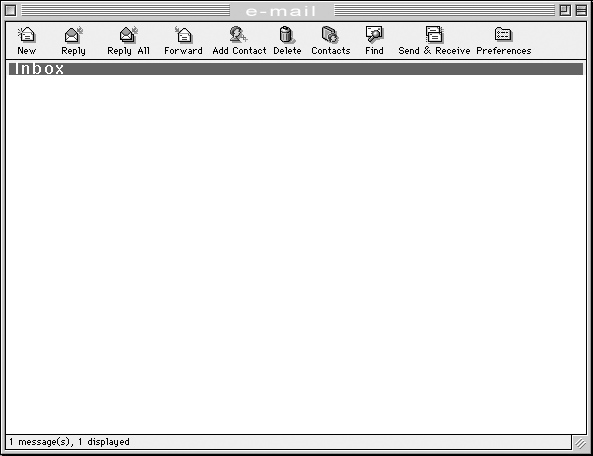 e-mail
New Reply Reply All Forward Add Contact Delete Contacts Find Send & Receive Preferences
Inbox
1 message(s), 1 displayed